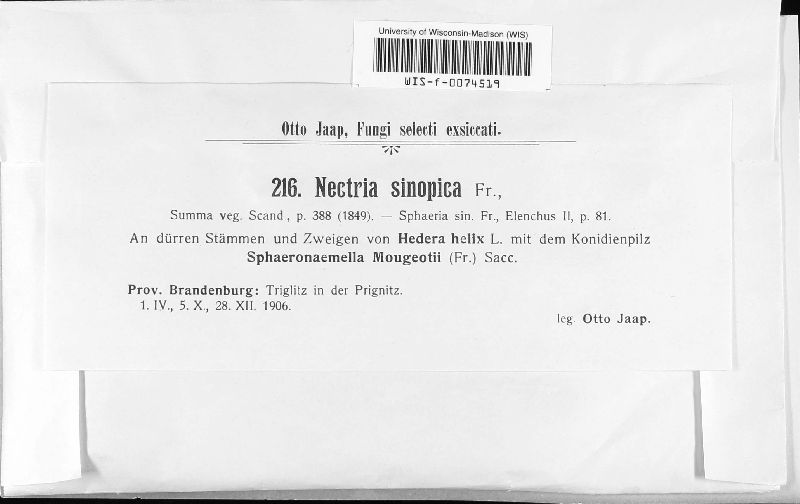 University of Wisconsin-Madison (WIS)
WIS-f-0074519
Otto Jaap, Fungi selecti exsiccati.
216. Nectria sinopica Fr.,
Summa veg. Scand., p. 388 (1849). — Sphaeria sin. Fr., Elenchus II, p. 81.
An dürren Stämmen und Zweigen von Hedera helix L. mit dem Konidienpilz
Sphaeronaemella Mougeotii (Fr.) Sacc.
Prov. Brandenburg: Triglitz in der Prignitz.
1. IV., 5. X., 28. XII. 1906.
leg. Otto Jaap.